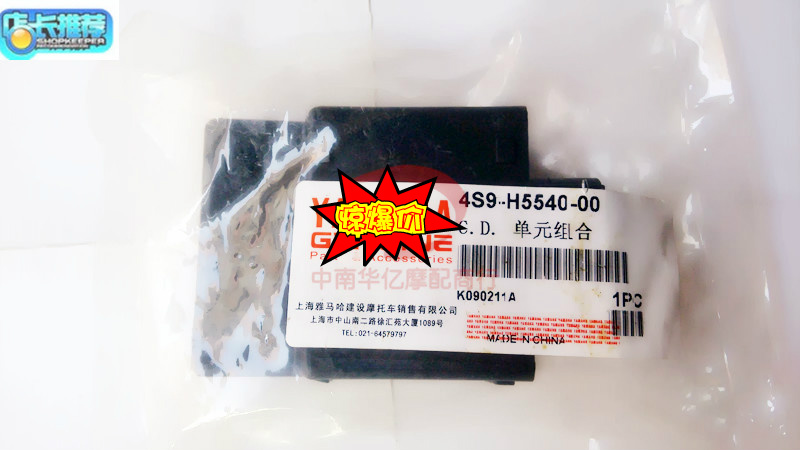 店长推荐
SHOPKEEPER
4S9-H5540-00
C.D. 单元组合
惊爆价
中南华亿摩配商行
K090211A
1PC
上海雅马哈建设摩托车销售有限公司
上海市中山南二路徐汇苑大厦1089号
TEL:021-64579797
MADE IN CHINA